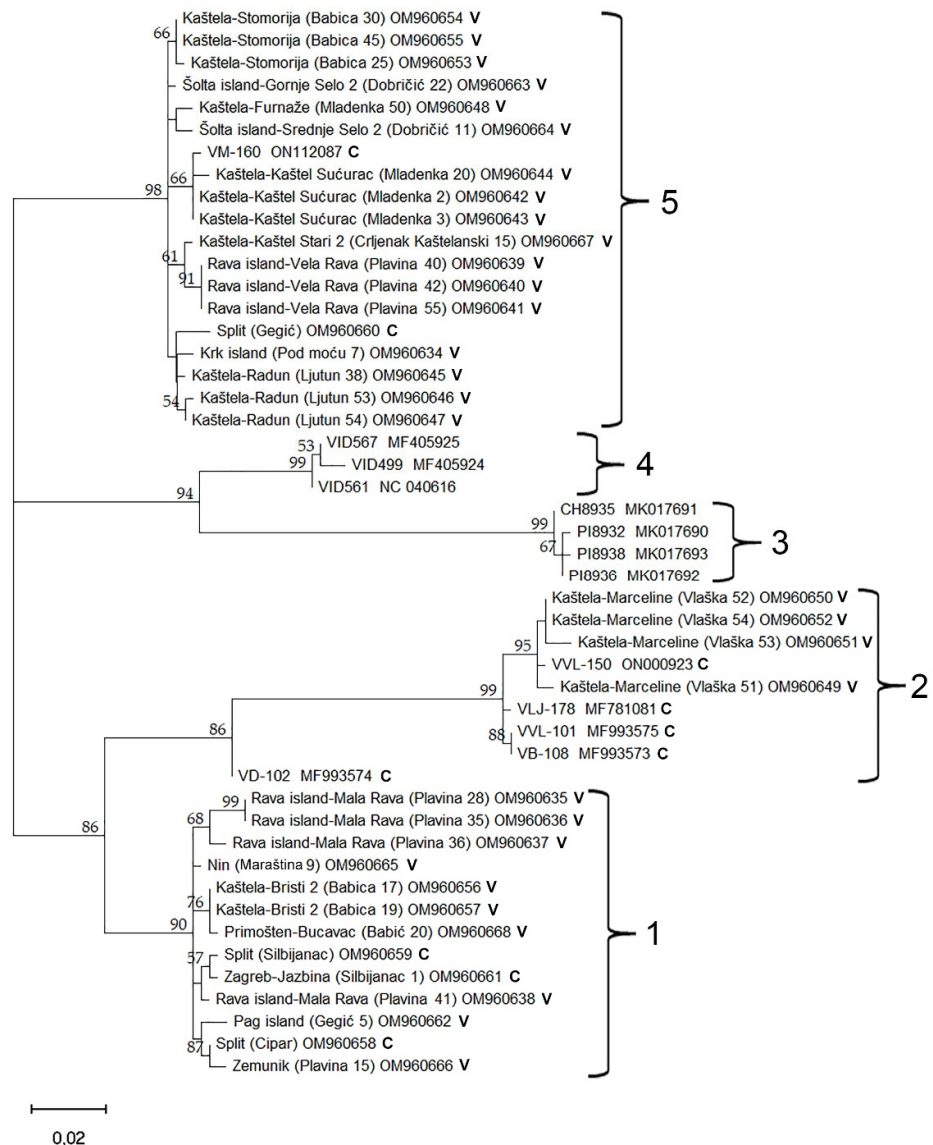 Kaštela-Stomorija (Babica 30) OM960654 V
66
Kaštela-Stomorija (Babica 45) OM960655 V
Kaštela-Stomorija (Babica 25) OM960653 V
Šolta island-Gornje Selo 2 (Dobričić 22) OM960663 V
Kaštela-Furnaže (Mladenka 50) OM960648 V
Šolta island-Srednje Selo 2 (Dobričić 11) OM960664 V
VM-160 ON112087 C
66
Kaštela-Kaštel Sućurac (Mladenka 20) OM960644 V
98
Kaštela-Kaštel Sućurac (Mladenka 2) OM960642 V
5
Kaštela-Kaštel Sućurac (Mladenka 3) OM960643 V
Kaštela-Kaštel Stari 2 (Crljenak Kaštelanski 15) OM960667 V
61
Rava island-Vela Rava (Plavina 40) OM960639 V
91
Rava island-Vela Rava (Plavina 42) OM960640 V
Rava island-Vela Rava (Plavina 55) OM960641 V
Split (Gegić) OM960660 C
Krk island (Pod moću 7) OM960634 V
Kaštela-Radun (Ljutun 38) OM960645 V
54
Kaštela-Radun (Ljutun 53) OM960646 V
Kaštela-Radun (Ljutun 54) OM960647 V
53
VID567 MF405925
99
VID499 MF405924
4
VID561 NC 040616
94
CH8935 MK017691
99
PI8932 MK017690
67
PI8938 MK017693
3
PI8936 MK017692
Kaštela-Marceline (Vlaška 52) OM960650 V
Kaštela-Marceline (Vlaška 54) OM960652 V
95
Kaštela-Marceline (Vlaška 53) OM960651 V
VVL-150 ON000923 C
99
Kaštela-Marceline (Vlaška 51) OM960649 V
2
VLJ-178 MF781081 C
86
88
VVL-101 MF993575 C
VB-108 MF993573 C
VD-102 MF993574 C
99
Rava island-Mala Rava (Plavina 28) OM960635 V
86
68
Rava island-Mala Rava (Plavina 35) OM960636 V
Rava island-Mala Rava (Plavina 36) OM960637 V
Nin (Maraština 9) OM960665 V
Kaštela-Bristi 2 (Babica 17) OM960656 V
76
Kaštela-Bristi 2 (Babica 19) OM960657 V
90
Primošten-Bucavac (Babić 20) OM960668 V
1
57
Split (Silbijanac) OM960659 C
Zagreb-Jazbina (Silbijanac 1) OM960661 C
Rava island-Mala Rava (Plavina 41) OM960638 V
Pag island (Gegić 5) OM960662 V
87
Split (Cipar) OM960658 C
Zemunik (Plavina 15) OM960666 V
0.02